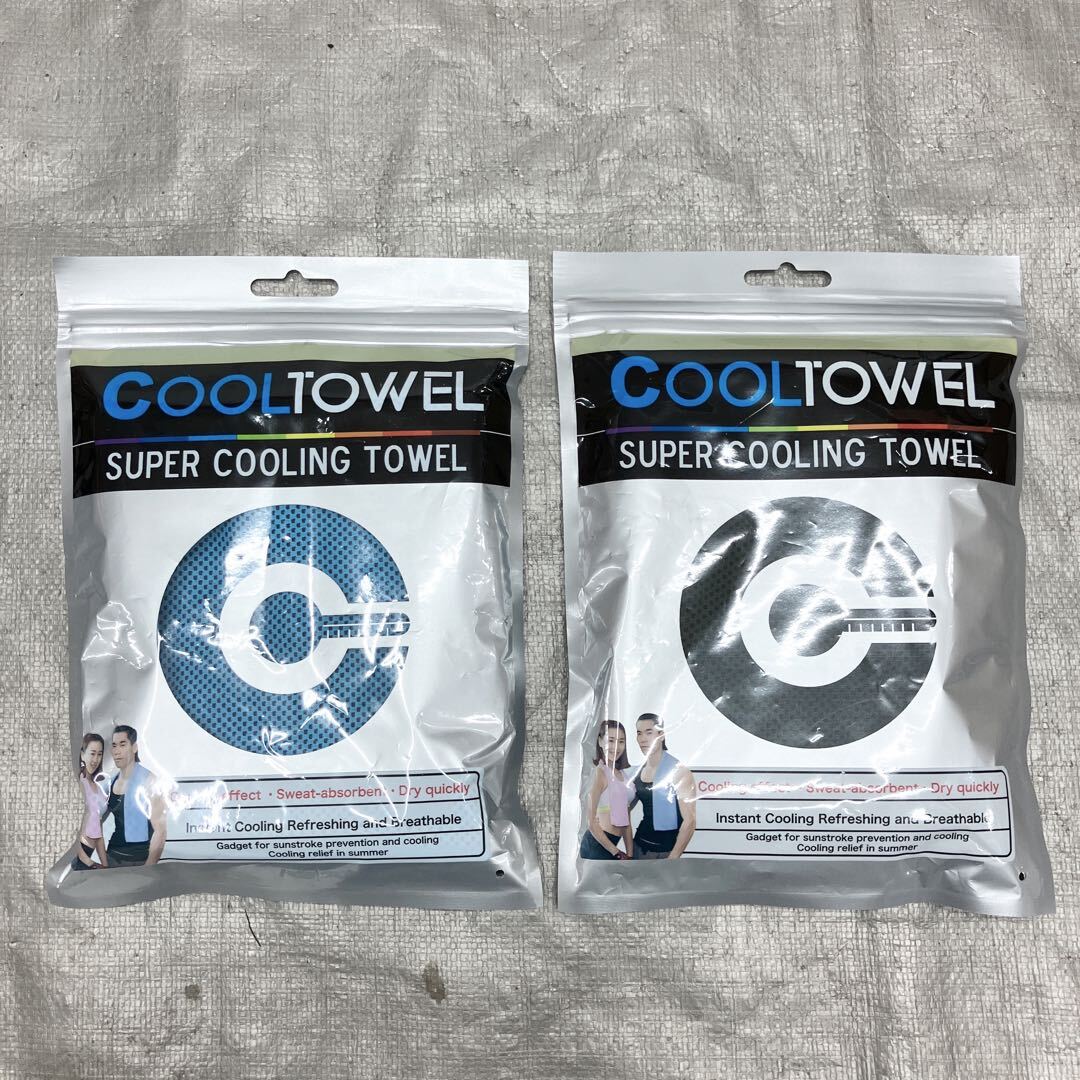 COOLTOWEL
SUPER COOLING TOWEL
Cooling effect・Sweat-absorbent・Dry quickly
Instant Cooling Refreshing and Breathable
Gadget for sunstroke prevention and cooling
Cooling relief in summer
COOLTOWEL
SUPER COOLING TOWEL
Cooling effect・Sweat-absorbent・Dry quickly
Instant Cooling Refreshing and Breathable
Gadget for sunstroke prevention and cooling
Cooling relief in summer